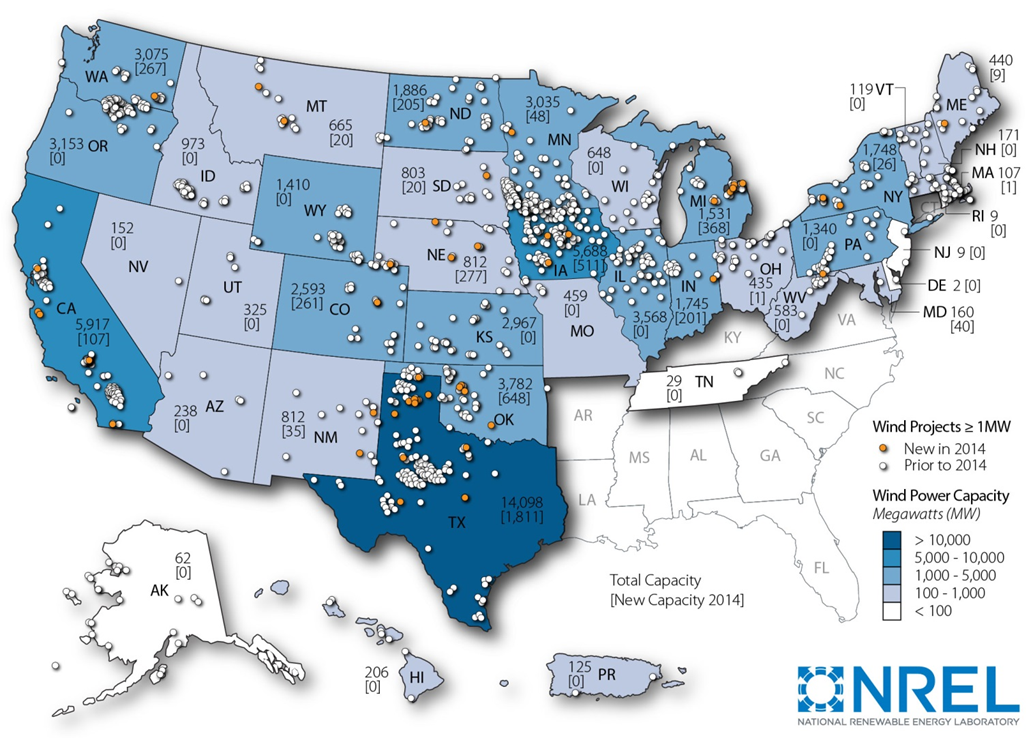 WA
3,075
[267]
3,153
[0]
OR
973
[0]
ID
MT
665
[20]
1,886
[205]
ND
3,035
[48]
MN
803
[20]
SD
1,410
[0]
WY
648
[0]
WI
MI
1,531
[368]
119
[0]
VT
440
[9]
ME
171
[0]
NH
MA
107
[1]
CT
RI
9
[0]
1,748
[26]
NY
1,340
[0]
PA
NJ
9 [0]
DE
2 [0]
MD
160
[40]
152
[0]
NV
UT
325
[0]
CA
5,917
[107]
2,593
[261]
CO
NE
812
[277]
IA
5,688
[511]
IL
3,568
[0]
IN
1,745
[201]
OH
435
[1]
WV
583
[0]
VA
KY
2,967
[0]
KS
459
[0]
MO
238
[0]
AZ
812
[35]
NM
3,782
[648]
OK
29
[0]
TN
NC
SC
AR
MS
AL
GA
LA
FL
14,098
[1,811]
TX
62
[0]
AK
206
[0]
HI
125
[0]
PR
Wind Projects ≥ 1MW
New in 2014
Prior to 2014
Wind Power Capacity
Megawatts (MW)
> 10,000
5,000 - 10,000
1,000 - 5,000
100 - 1,000
< 100
Total Capacity
[New Capacity 2014]
NREL
NATIONAL RENEWABLE ENERGY LABORATORY